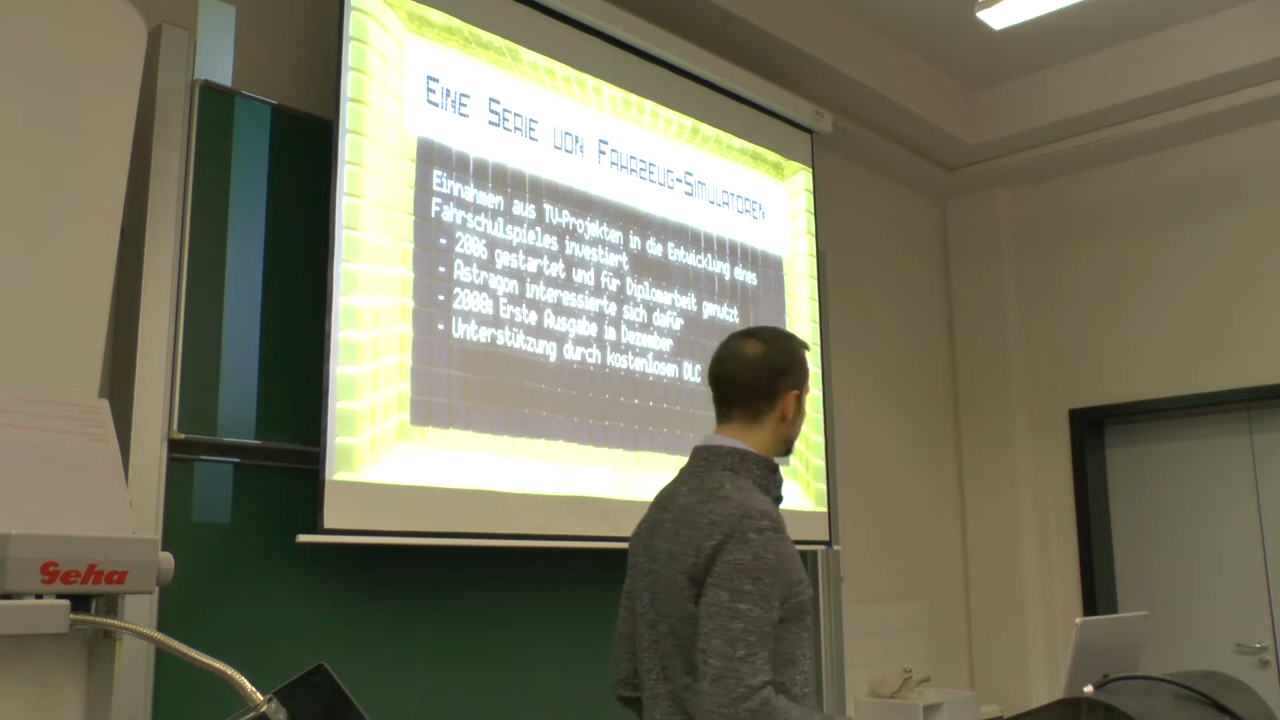 Eine Serie von Fahrzeug-Simulatoren
Einnahmen aus TV-Projekten in die Entwicklung eines
Fahrschulspieles investiert
- 2006 gestartet und für Diplomarbeit genutzt
- Astragon interessierte sich dafür
- 2008: Erste Ausgabe im Dezember
- Unterstützung durch kostenlosen DLC
Geha